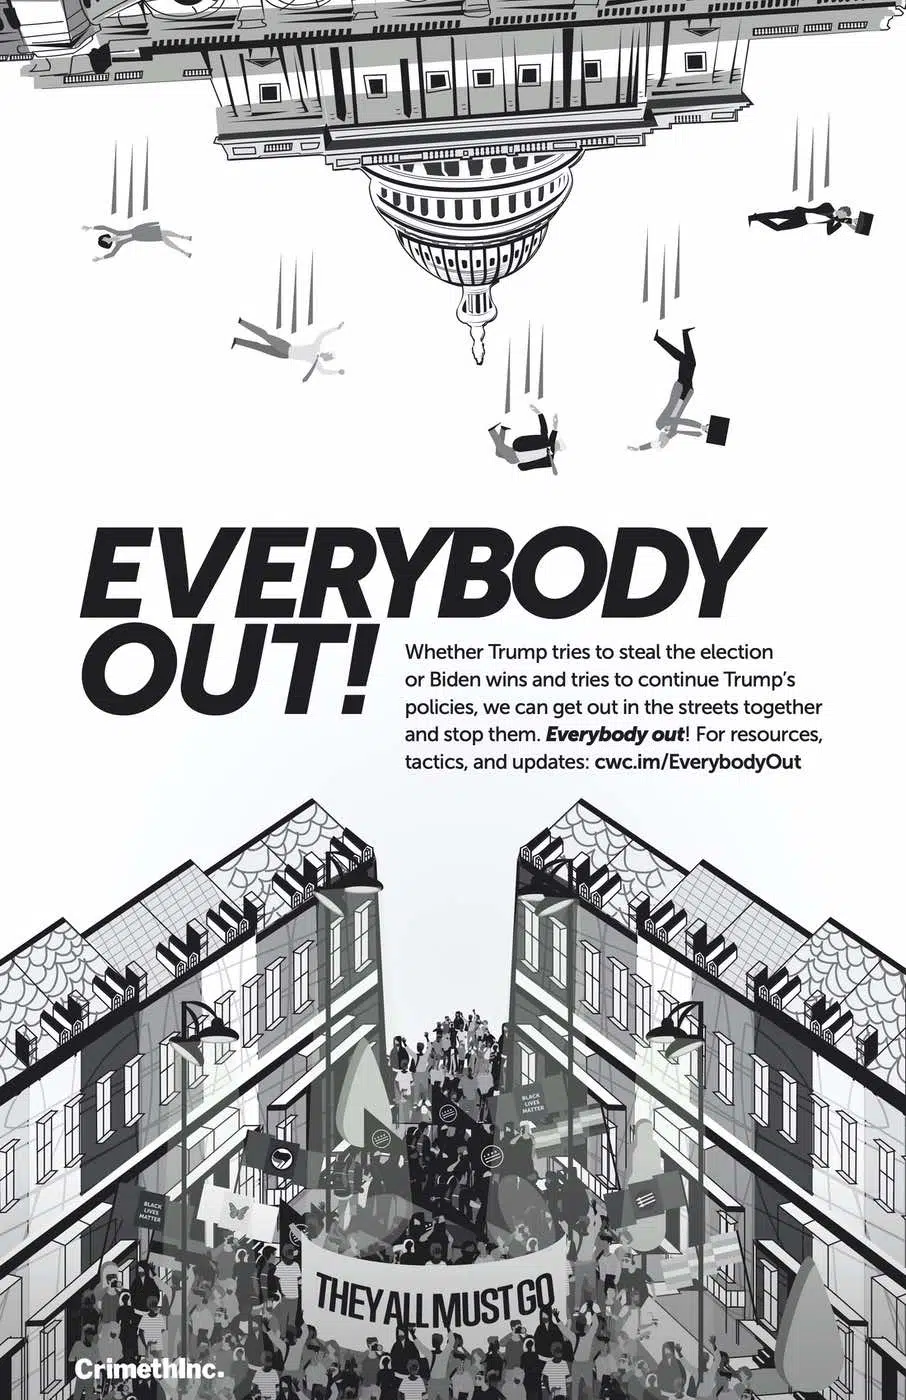 EVERYBODY
OUT!
Whether Trump tries to steal the election
or Biden wins and tries to continue Trump's
policies, we can get out in the streets together
and stop them. Everybody out! For resources,
tactics, and updates: cwc.im/EverybodyOut
BLACK
LIVES
MATTER
BLACK
LIVES
MATTER
THEY ALL MUST GO
CrimethInc.